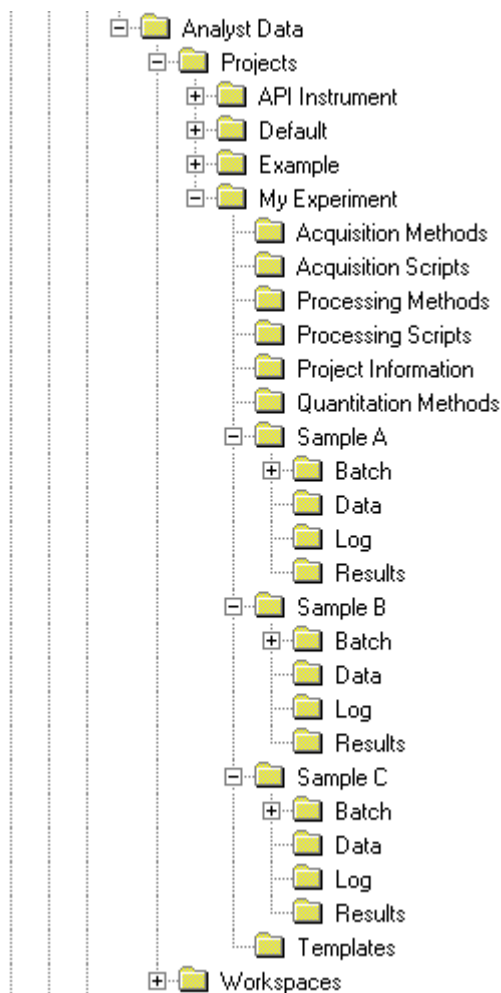 Analyst Data
Projects
API Instrument
Default
Example
My Experiment
Acquisition Methods
Acquisition Scripts
Processing Methods
Processing Scripts
Project Information
Quantitation Methods
Sample A
Batch
Data
Log
Results
Sample B
Batch
Data
Log
Results
Sample C
Batch
Data
Log
Results
Templates
Workspaces